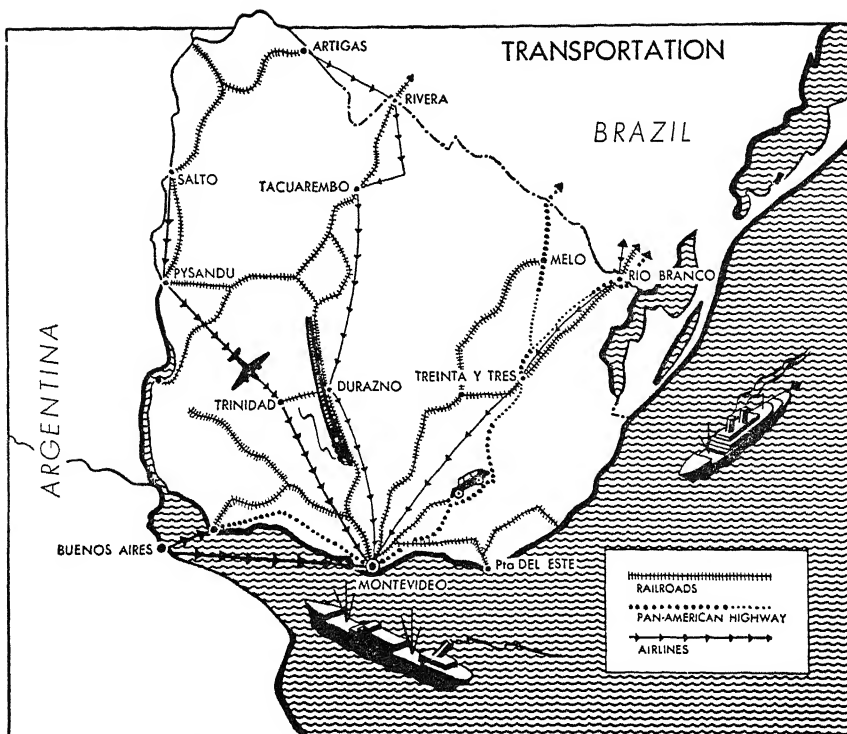 TRANSPORTATION
ARTIGAS
RIVERA
BRAZIL
SALTO
TACUAREMBO
MELO
PYSANDU
RIO BRANCO
ARGENTINA
TREINTA Y TRES
DURAZNO
TRINIDAD
BUENOS AIRES
MONTEVIDEO
Pta DEL ESTE
RAILROADS
PAN-AMERICAN HIGHWAY
AIRLINES